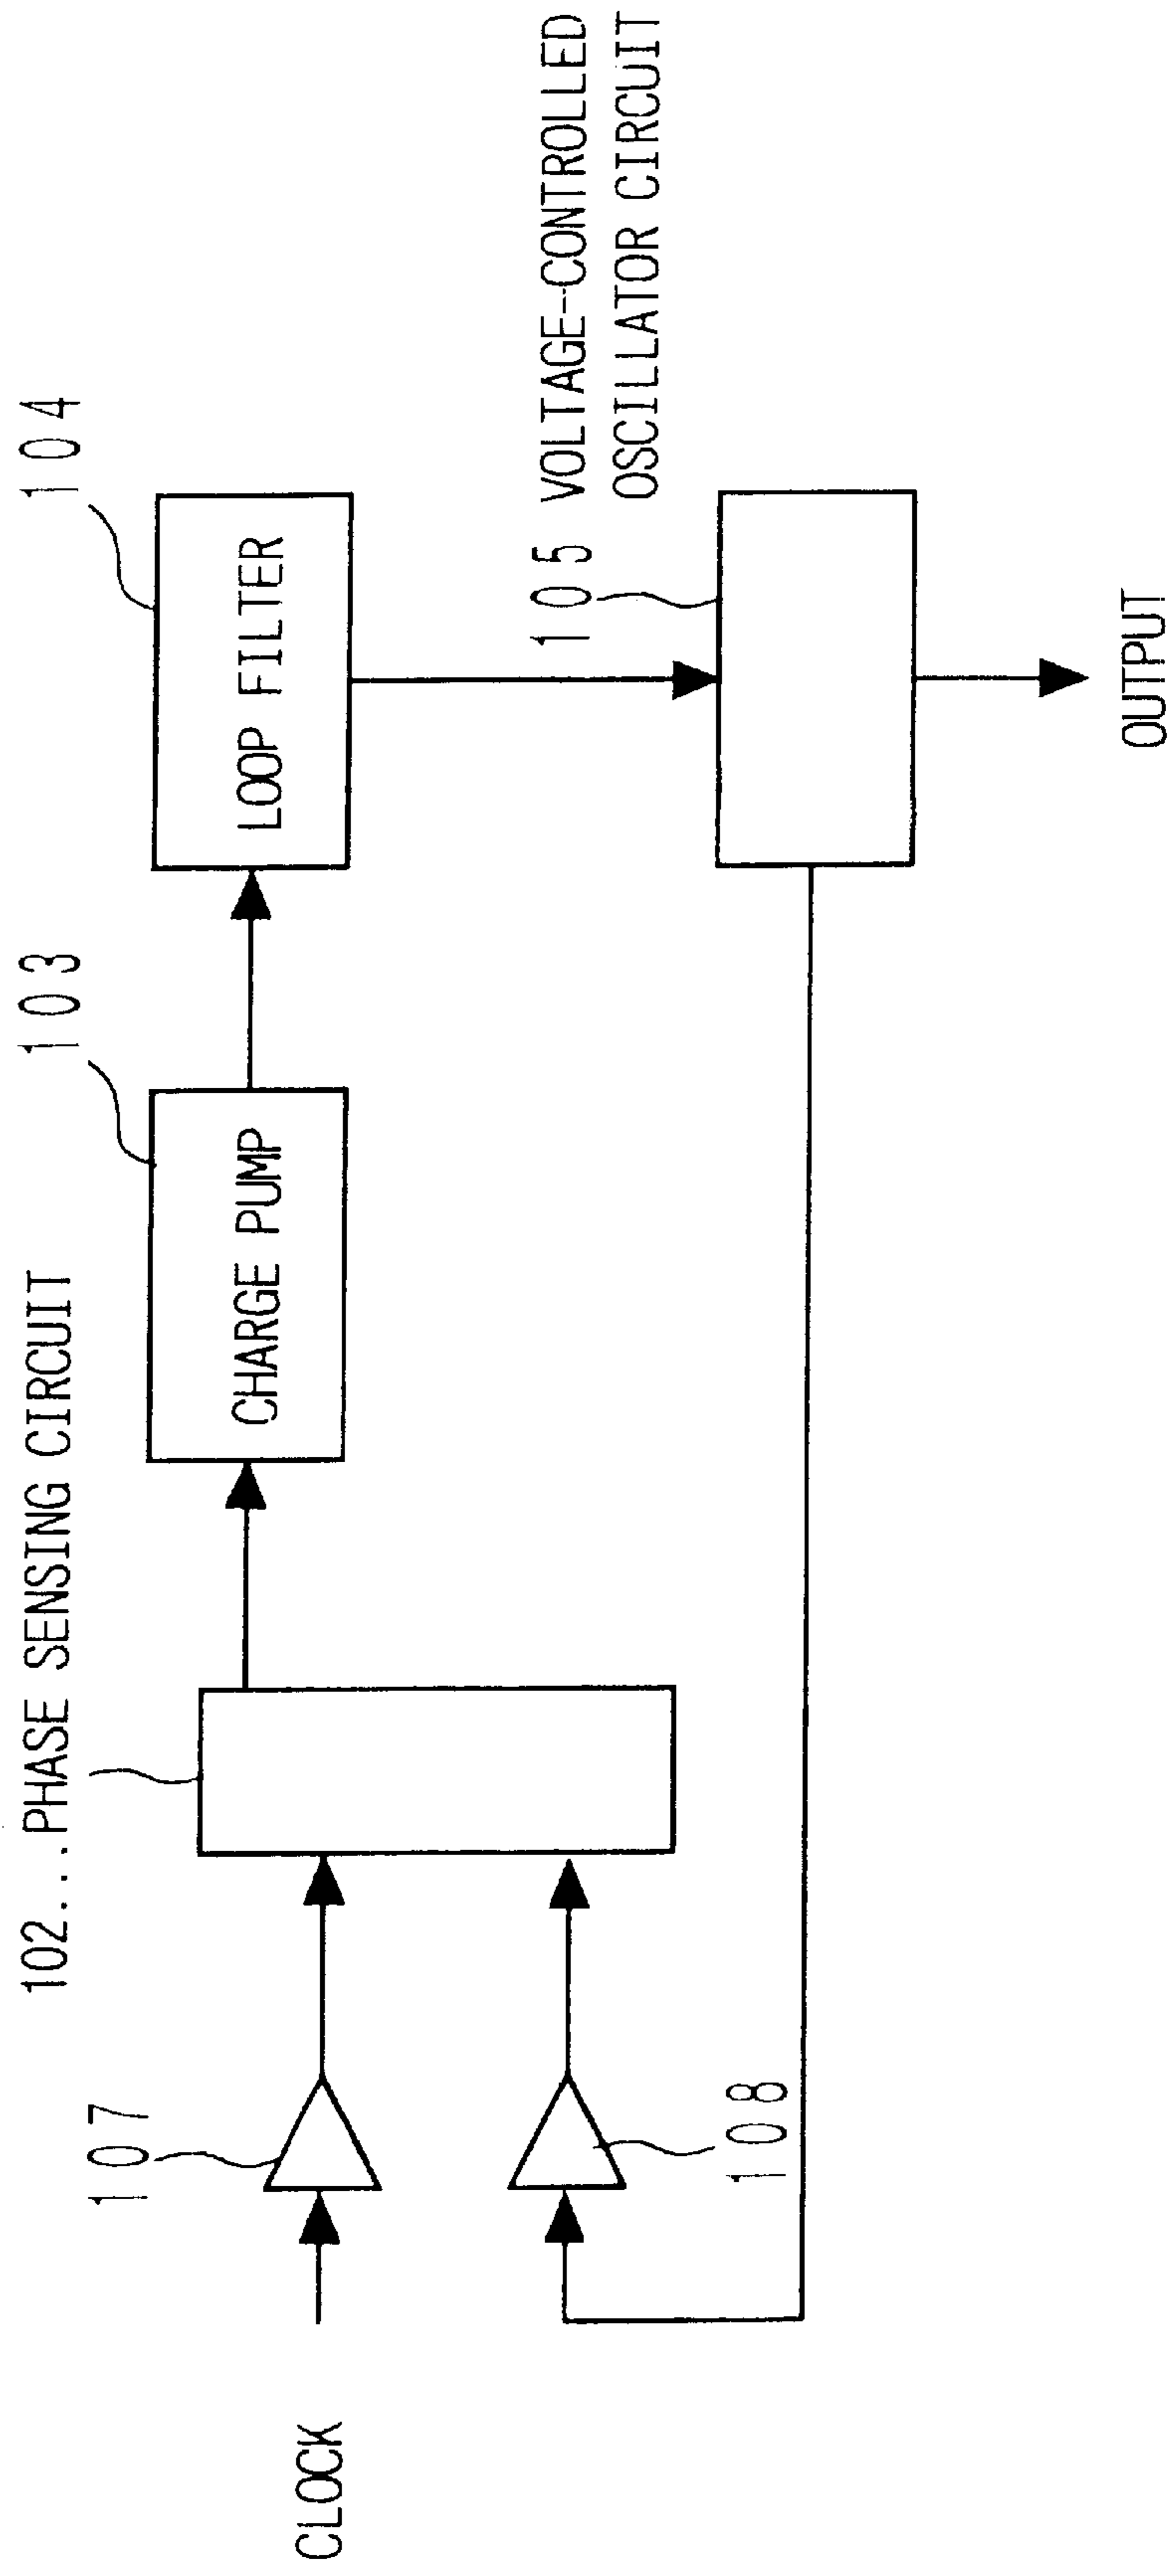 102...PHASE SENSING CIRCUIT
103
104
107
CHARGE PUMP
LOOP FILTER
CLOCK
105
VOLTAGE-CONTROLLED
OSCILLATOR CIRCUIT
108
OUTPUT